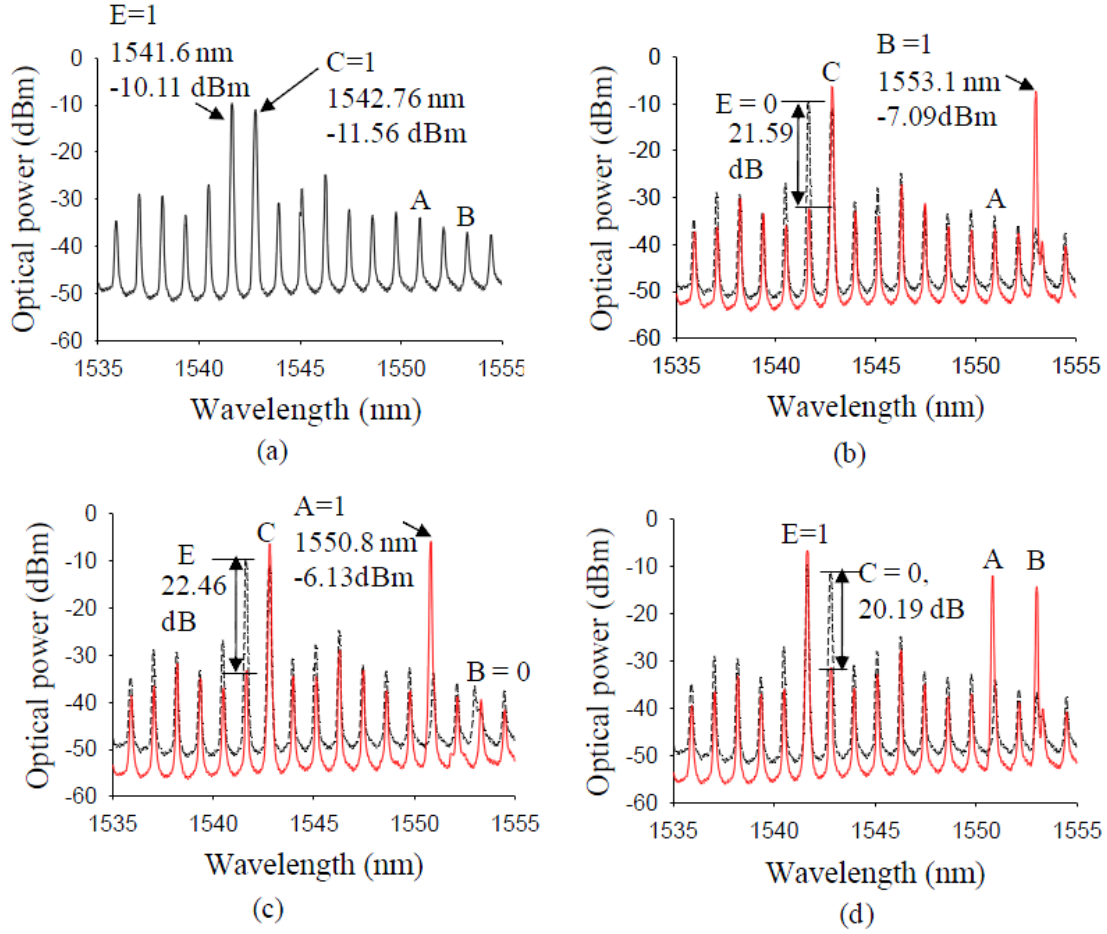 E=1
1541.6 nm
-10.11 dBm
C=1
1542.76 nm
-11.56 dBm
A
B
Optical power (dBm)
0
-10
-20
-30
-40
-50
-60
1535
1540
1545
1550
1555
Wavelength (nm)
(a)
B =1
1553.1 nm
-7.09dBm
C
E = 0
21.59
dB
A
Optical power (dBm)
0
-10
-20
-30
-40
-50
-60
1535
1540
1545
1550
1555
Wavelength (nm)
(b)
A=1
1550.8 nm
-6.13dBm
C
E
22.46
dB
B = 0
Optical power (dBm)
0
-10
-20
-30
-40
-50
-60
1535
1540
1545
1550
1555
Wavelength (nm)
(c)
E=1
C = 0,
20.19 dB
A
B
Optical power (dBm)
0
-10
-20
-30
-40
-50
-60
1535
1540
1545
1550
1555
Wavelength (nm)
(d)